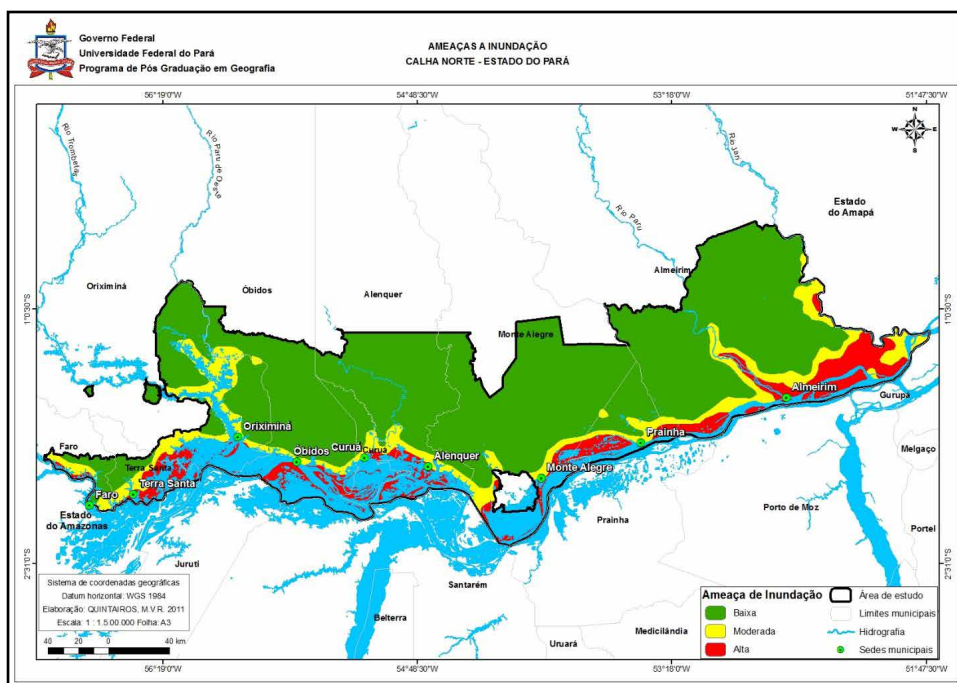 Governo Federal
Universidade Federal do Pará
Programa de Pós Graduação em Geografia
AMEAÇAS A INUNDAÇÃO
CALHA NORTE - ESTADO DO PARÁ
56°19'0"W
54°48'30"W
53°18'0"W
51°47'30"W
N
W
E
S
Rio Trombetas
Rio Paru de Oeste
Rio Paru
Rio Jari
Estado
do Amapá
Oriximiná
Óbidos
Alenquer
Almeirim
Monte Alegre
1°0'30"S
1°0'30"S
Almeirim
Gurupa
Oriximiná
Prainha
Faro
Óbidos
Curuá
Curuá
Alenquer
Melgaço
Terra Santa
Monte Alegre
Terra Santa
Faro
Estado
do Amazonas
Prainha
Porto de Moz
Portel
Juruti
2°31'0"S
2°31'0"S
Santarém
Belterra
Uruará
Medicilândia
Sistema de coordenadas geográficas
Datum horizontal: WGS 1984
Elaboração: QUINTAIROS, M.V.R. 2011
Escala: 1 : 1.500 000 Folha: A3
40 20 0 40 km
Ameaça de Inundação
Baixa
Moderada
Alta
Área de estudo
Limites municipais
Hidrografia
Sedes municipais
56°19'0"W
54°48'30"W
53°18'0"W
51°47'30"W